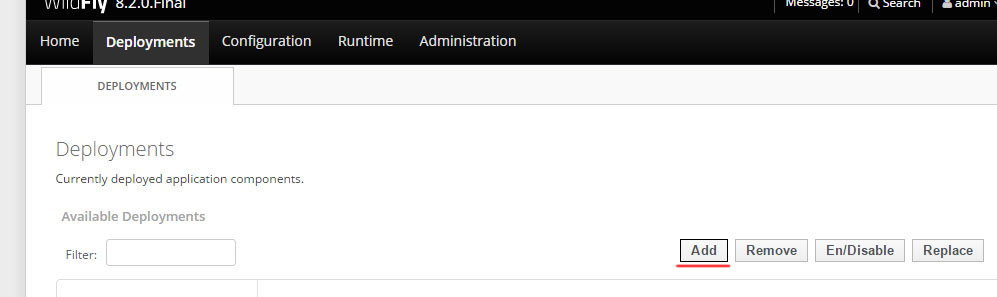 WildFly 8.2.0.Final Messages: 0 Search admin
Home Deployments Configuration Runtime Administration
DEPLOYMENTS
Deployments
Currently deployed application components.
Available Deployments
Filter: Add Remove En/Disable Replace